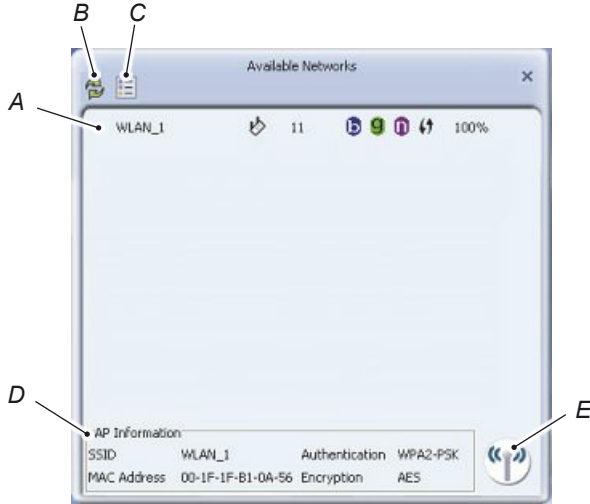 B C
Available Networks
A
WLAN_1 11 b g n 100%
D
E
AP Information
SSID WLAN_1 Authentication WPA2-PSK
MAC Address 00-1F-1F-B1-0A-56 Encryption AES